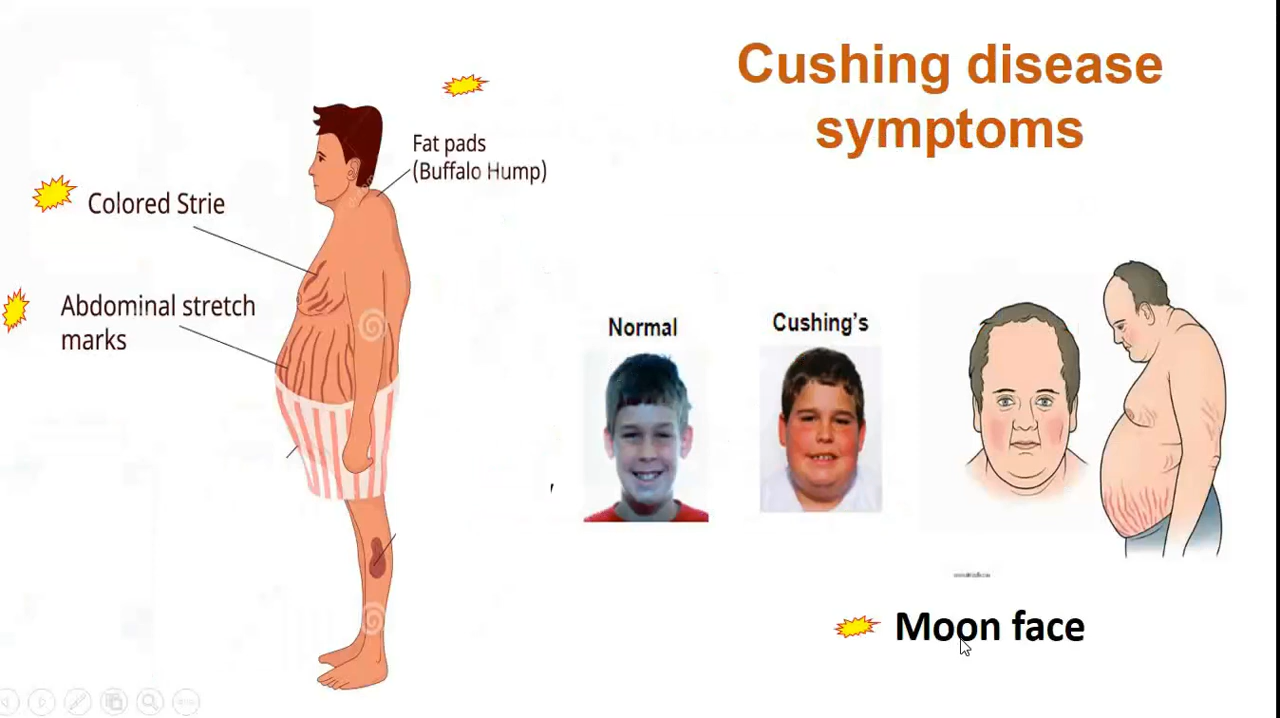 Cushing disease
symptoms
Fat pads
(Buffalo Hump)
Colored Strie
Abdominal stretch
marks
Normal
Cushing’s
Moon face